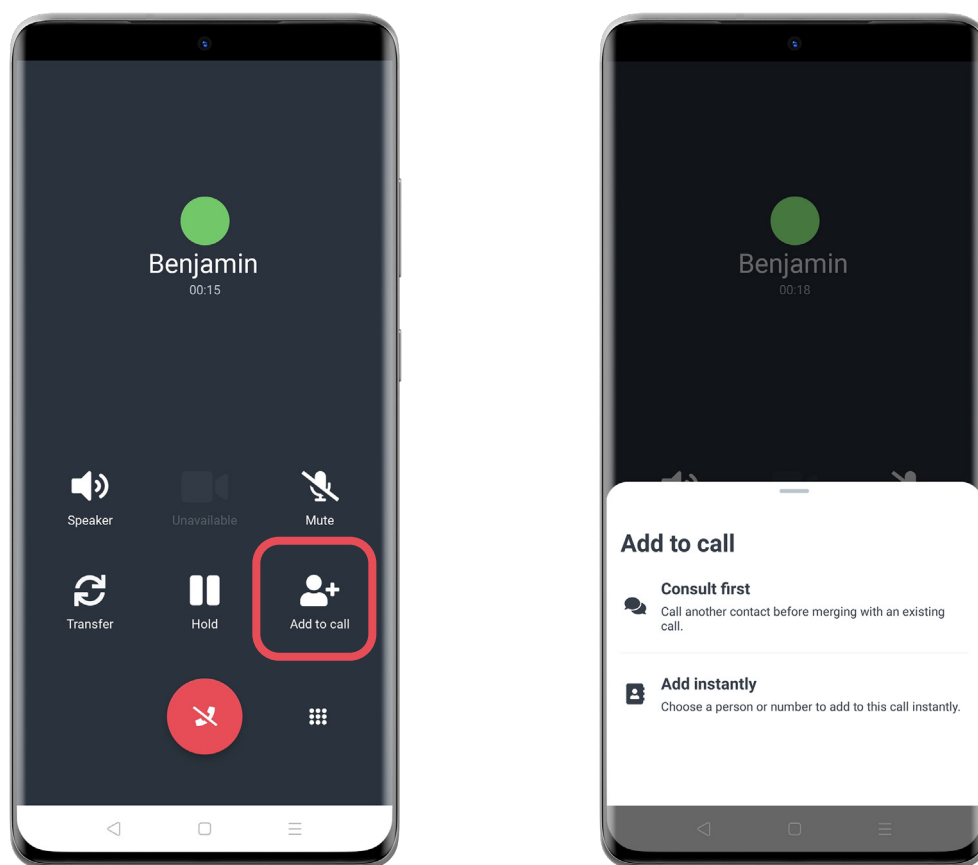 Benjamin
00:15
Speaker
Unavailable
Mute
Transfer
Hold
Add to call
Benjamin
00:18
Add to call
Consult first
Call another contact before merging with an existing
call.
Add instantly
Choose a person or number to add to this call instantly.